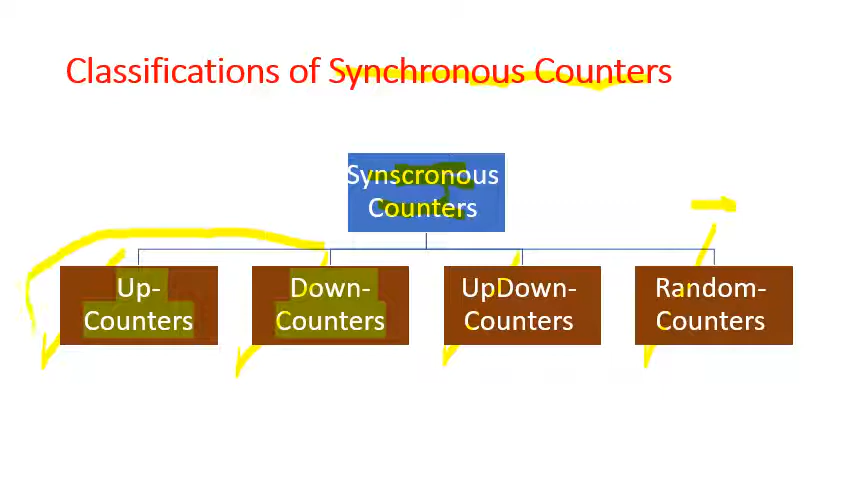 Classifications of Synchronous Counters
Synscronous
Counters
Up-
Counters
Down-
Counters
UpDown-
Counters
Random-
Counters